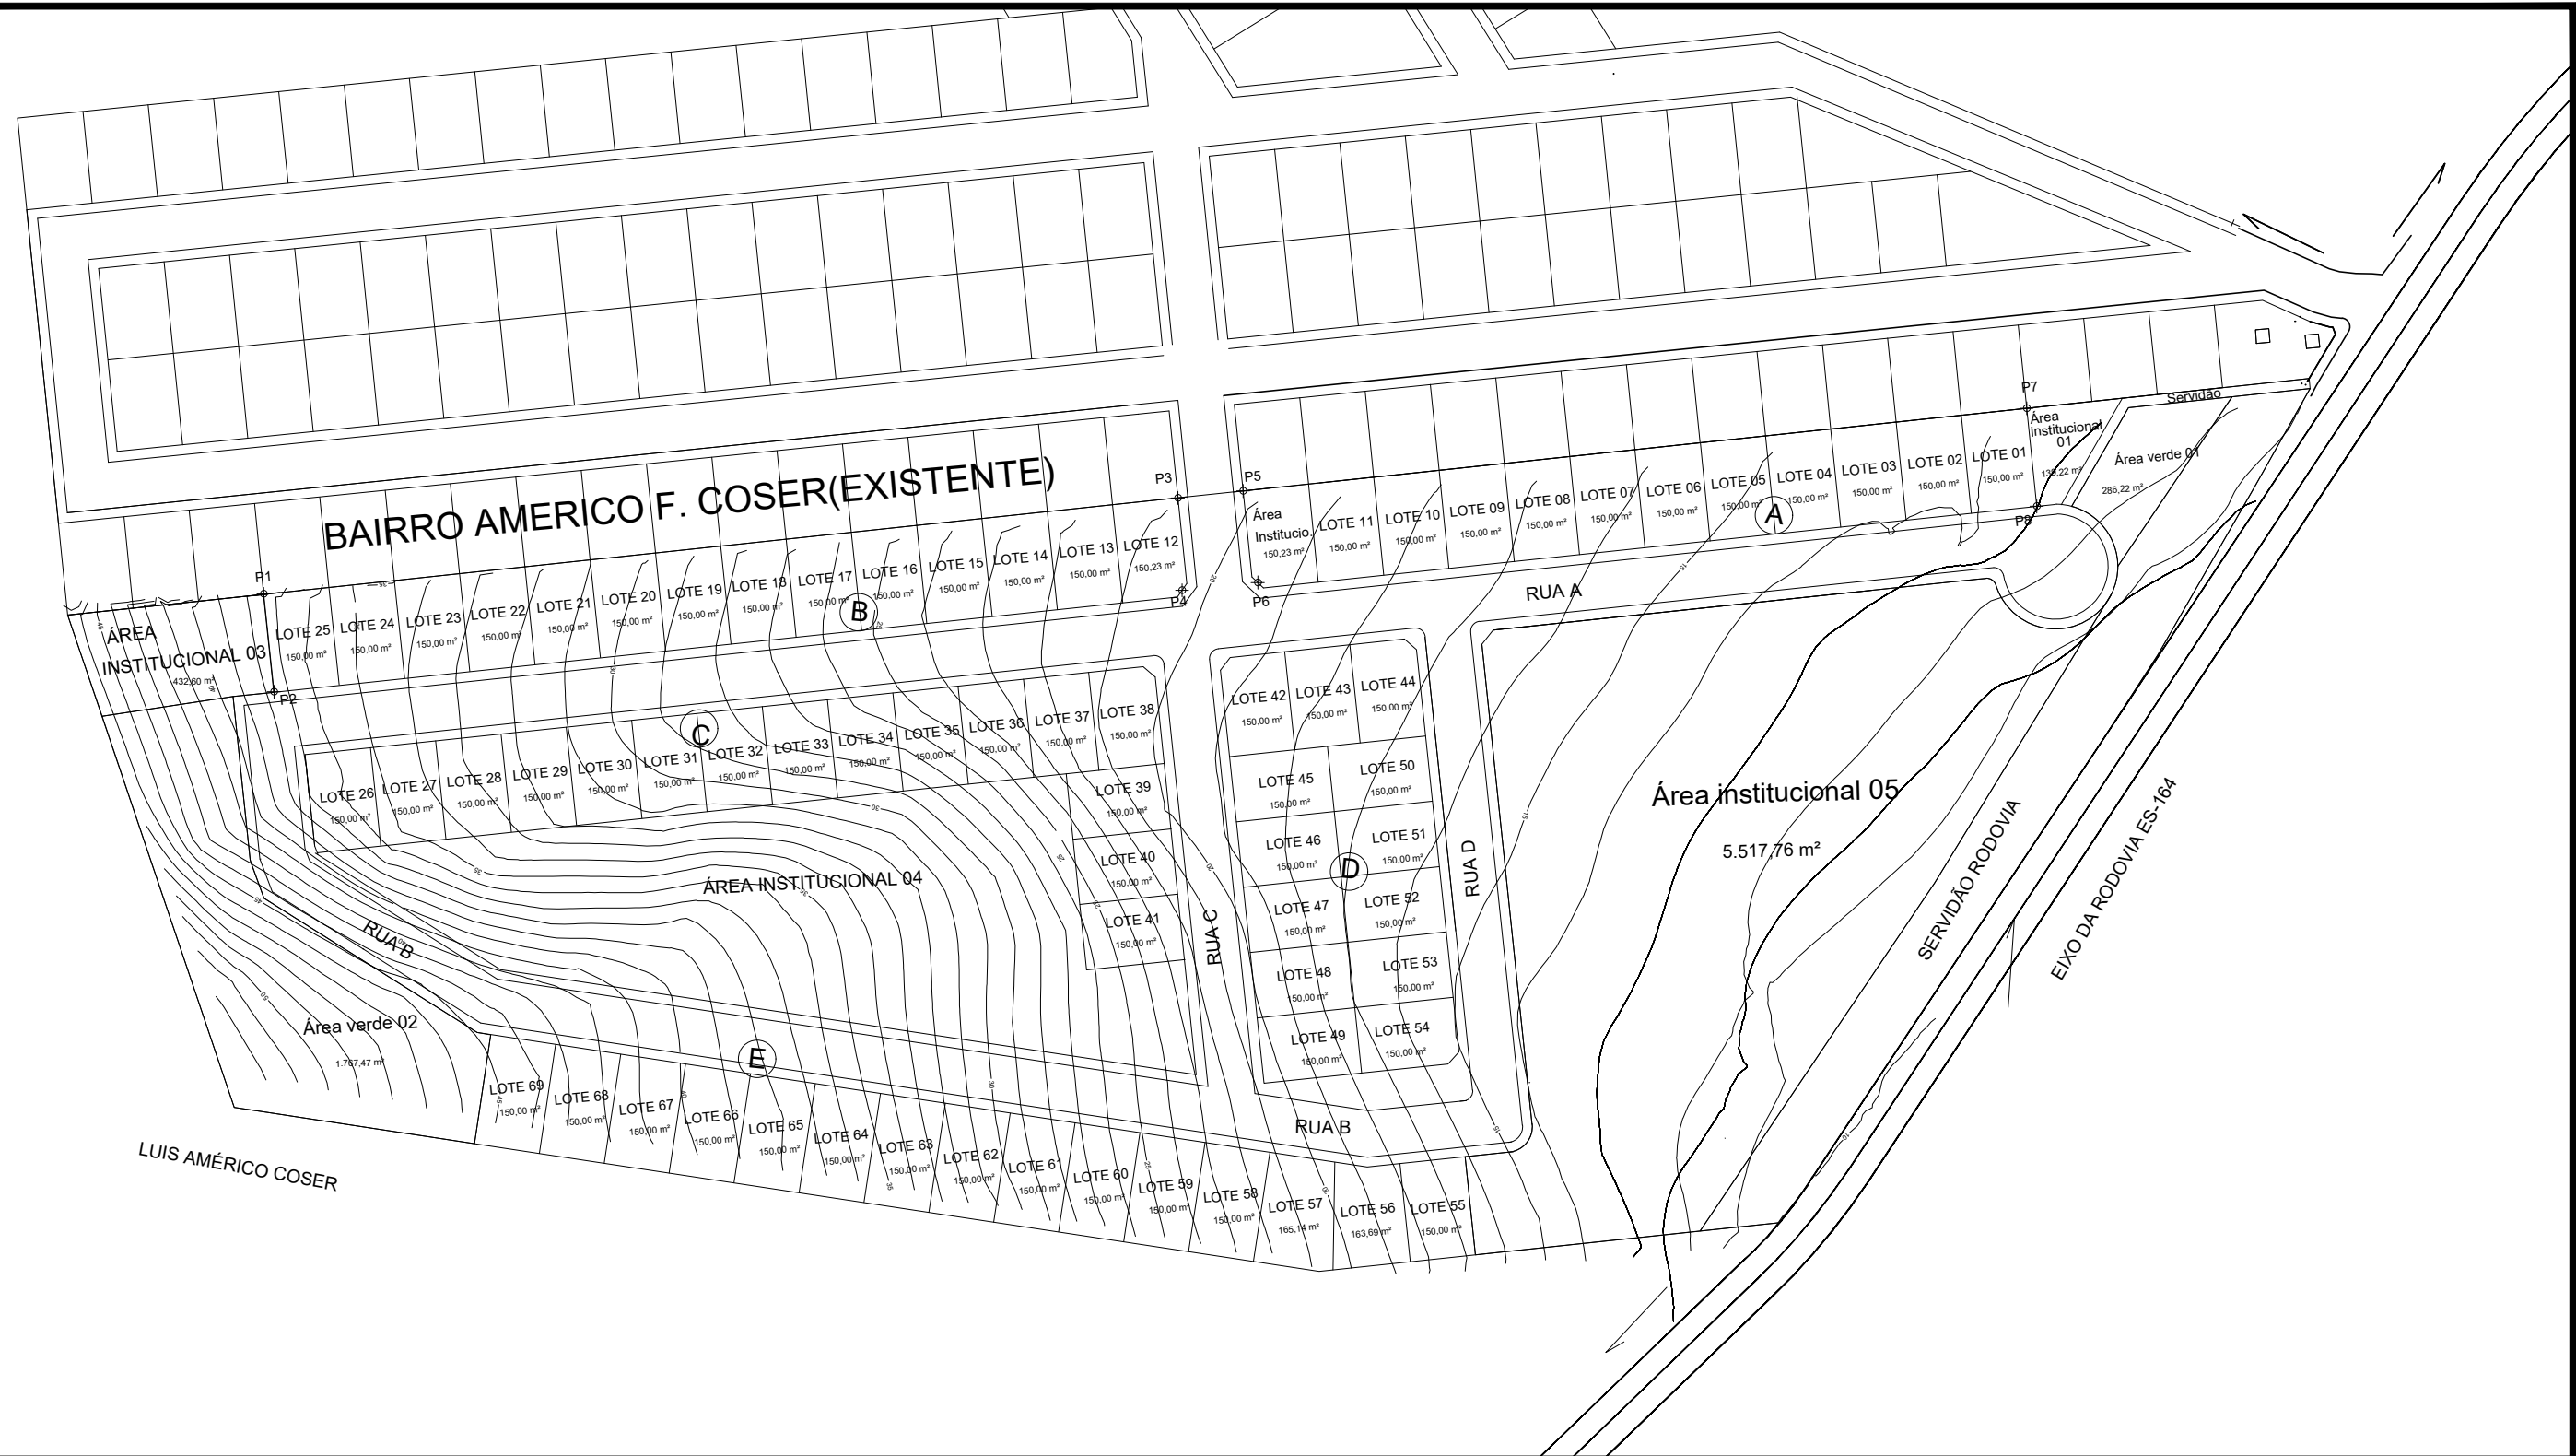 BAIRRO AMERICO F. COSER(EXISTENTE)
P1
P2
P3
P4
P5
P6
P7
P8
Servidão
Área
institucional
01
139,22 m²
Área verde 01
286,22 m²
LOTE 01
150,00 m²
LOTE 02
150,00 m²
LOTE 03
150,00 m²
LOTE 04
150,00 m²
LOTE 05
150,00 m²
LOTE 06
150,00 m²
LOTE 07
150,00 m²
LOTE 08
150,00 m²
LOTE 09
150,00 m²
LOTE 10
150,00 m²
LOTE 11
150,00 m²
Área
Institucio.
150,23 m²
A
RUA A
LOTE 12
150.23 m²
LOTE 13
150.00 m²
LOTE 14
150,00 m²
LOTE 15
150,00 m²
LOTE 16
150.00 m²
LOTE 17
150.00 m²
LOTE 18
150.00 m²
LOTE 19
150.00 m²
LOTE 20
150,00 m²
LOTE 21
150,00 m²
LOTE 22
150,00 m²
LOTE 23
150,00 m²
LOTE 24
150,00 m²
LOTE 25
150,00 m²
B
ÁREA
INSTITUCIONAL 03
432,60 m²
C
LOTE 26
150,00 m²
LOTE 27
150,00 m²
LOTE 28
150,00 m²
LOTE 29
150,00 m²
LOTE 30
150,00 m²
LOTE 31
150,00 m²
LOTE 32
150,00 m²
LOTE 33
150,00 m²
LOTE 34
150,00 m²
LOTE 35
150,00 m²
LOTE 36
150,00 m²
LOTE 37
150,00 m²
LOTE 38
150.00 m²
LOTE 39
150,00 m²
LOTE 40
150,00 m²
LOTE 41
150,00 m²
ÁREA INSTITUCIONAL 04
RUA B
RUA C
LOTE 42
150.00 m²
LOTE 43
150.00 m²
LOTE 44
150.00 m²
LOTE 45
150,00 m²
LOTE 50
150,00 m²
LOTE 46
150,00 m²
LOTE 51
150,00 m²
D
LOTE 47
150,00 m²
LOTE 52
150,00 m²
LOTE 48
150,00 m²
LOTE 53
150.00 m²
LOTE 49
150,00 m²
LOTE 54
150,00 m²
RUA D
Área institucional 05
5.517,76 m²
SERVIDÃO RODOVIA
EIXO DA RODOVIA ES-164
RUA B
Área verde 02
1.767,47 m²
E
LOTE 69
150,00 m²
LOTE 68
150,00 m²
LOTE 67
150,00 m²
LOTE 66
150,00 m²
LOTE 65
150.00 m²
LOTE 64
150,00 m²
LOTE 63
150,00 m²
LOTE 62
150,00 m²
LOTE 61
150,00 m²
LOTE 60
150,00 m²
LOTE 59
150,00 m²
LOTE 58
150,00 m²
LOTE 57
165.14 m²
LOTE 56
163,69 m²
LOTE 55
150.00 m²
LUIS AMÉRICO COSER